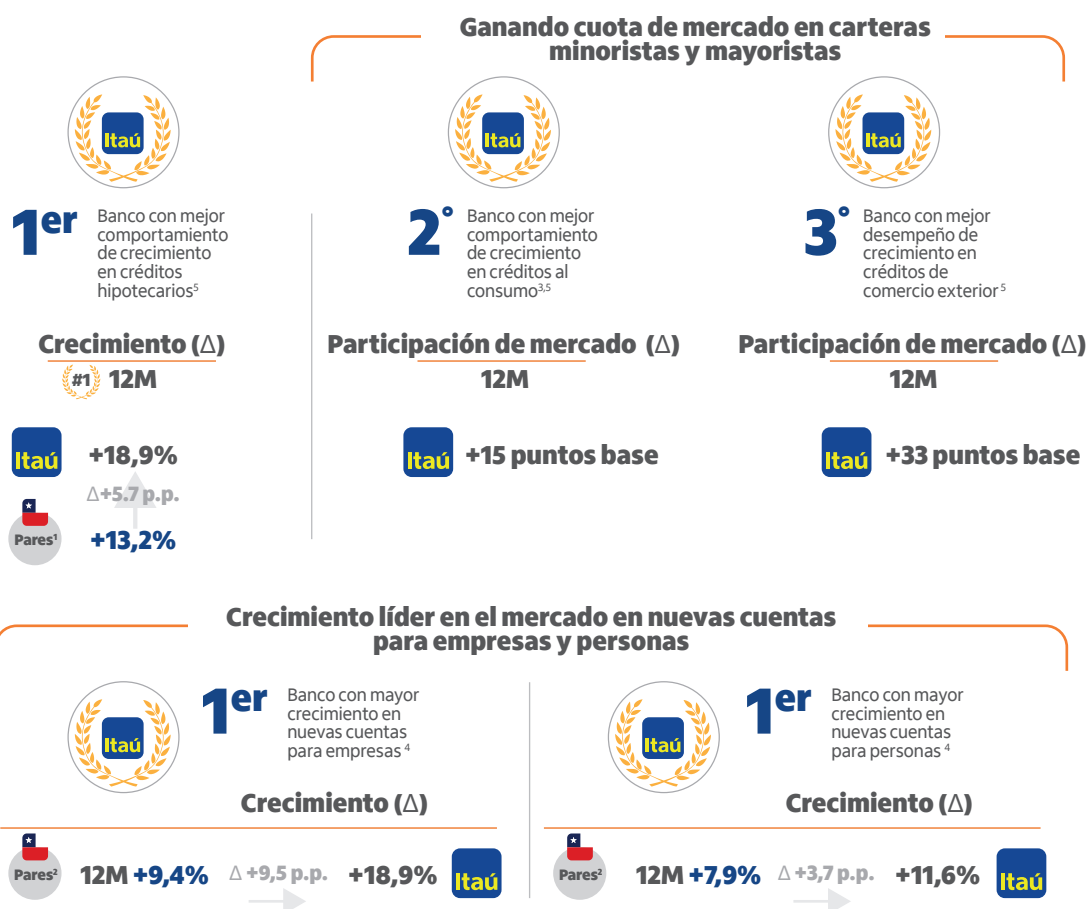 Ganando cuota de mercado en carteras
minoristas y mayoristas
Itaú
1er
Banco con mejor
comportamiento
de crecimiento
en créditos
hipotecarios5
Crecimiento (Δ)
#1 12M
Itaú +18,9%
Δ+5.7 p.p.
Pares1 +13,2%
Itaú
2°
Banco con mejor
comportamiento
de crecimiento
en créditos al
consumo3,5
Participación de mercado (Δ)
12M
Itaú +15 puntos base
Itaú
3°
Banco con mejor
desempeño de
crecimiento en
créditos de
comercio exterior5
Participación de mercado (Δ)
12M
Itaú +33 puntos base
Crecimiento líder en el mercado en nuevas cuentas
para empresas y personas
Itaú
1er
Banco con mayor
crecimiento en
nuevas cuentas
para empresas4
Crecimiento (Δ)
Pares2 12M +9,4% Δ +9,5 p.p. +18,9% Itaú
Itaú
1er
Banco con mayor
crecimiento en
nuevas cuentas
para personas4
Crecimiento (Δ)
Pares2 12M +7,9% Δ +3,7 p.p. +11,6% Itaú